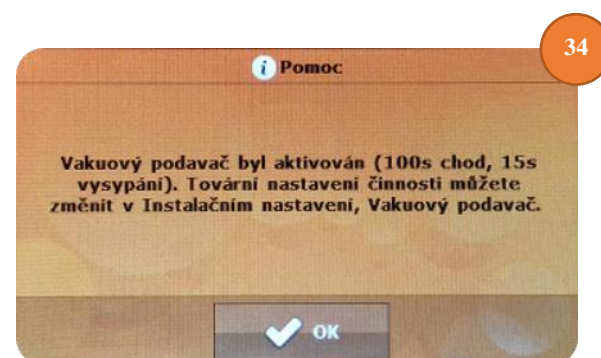 34
Pomoc
Vakuový podavač byl aktivován (100s chod, 15s
vysypání). Tovární nastavení činnosti můžete
změnit v Instalačním nastavení, Vakuový podavač.
OK